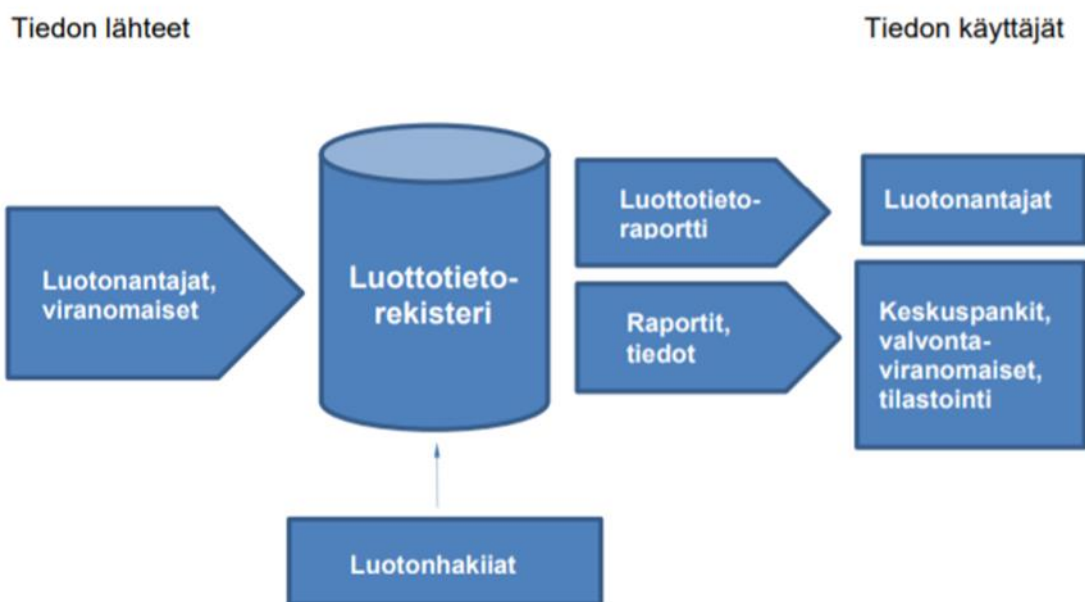 Tiedon lähteet
Tiedon käyttäjät
Luotonantajat,
viranomaiset
Luottotieto-
rekisteri
Luottotieto-
raportti
Luotonantajat
Raportit,
tiedot
Keskuspankit,
valvonta-
viranomaiset,
tilastointi
Luotonhakijat